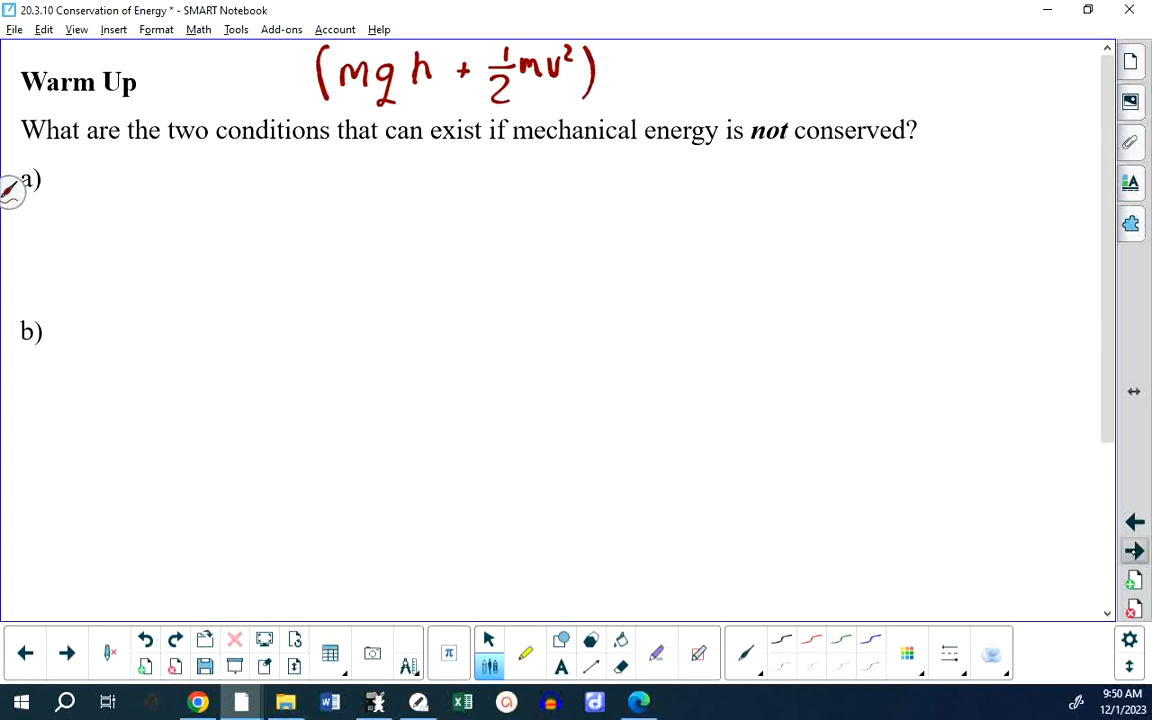 20.3.10 Conservation of Energy * - SMART Notebook
File Edit View Insert Format Math Tools Add-ons Account Help
(mgh + 1/2 mv²)
Warm Up
What are the two conditions that can exist if mechanical energy is not conserved?
a)
b)
9:50 AM
12/1/2023